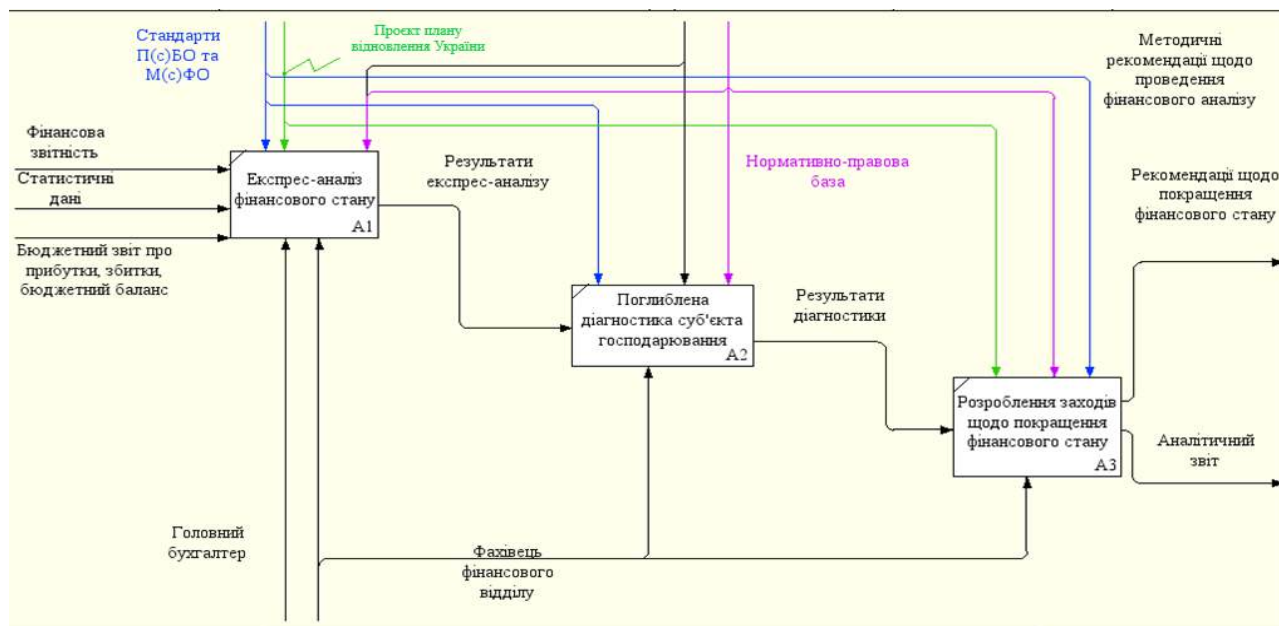 Стандарти
П(с)БО та
М(с)ФО
Проєкт плану
відновлення України
Методичні
рекомендації щодо
проведення
фінансового аналізу
Фінансова
звітність
Статистичні
дані
Бюджетний звіт про
прибутки, збитки,
бюджетний баланс
Експрес-аналіз
фінансового стану
А1
Результати
експрес-аналізу
Нормативно-правова
база
Рекомендації щодо
покращення
фінансового стану
Поглиблена
діагностика суб'єкта
господарювання
А2
Результати
діагностики
Розроблення заходів
щодо покращення
фінансового стану
А3
Аналітичний
звіт
Головний
бухгалтер
Фахівець
фінансового
відділу